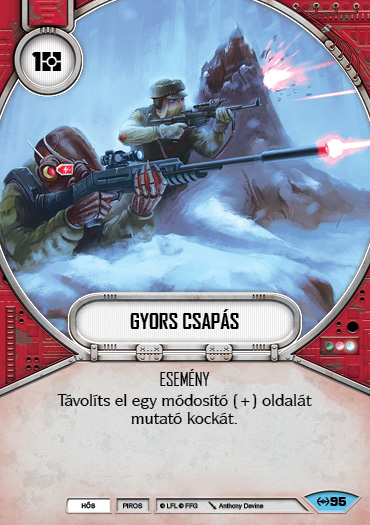 1
GYORS CSAPÁS
ESEMÉNY
Távolíts el egy módosító (+) oldalát
mutató kockát.
HŐS
PIROS
© LFL © FFG
Anthony Devine
95